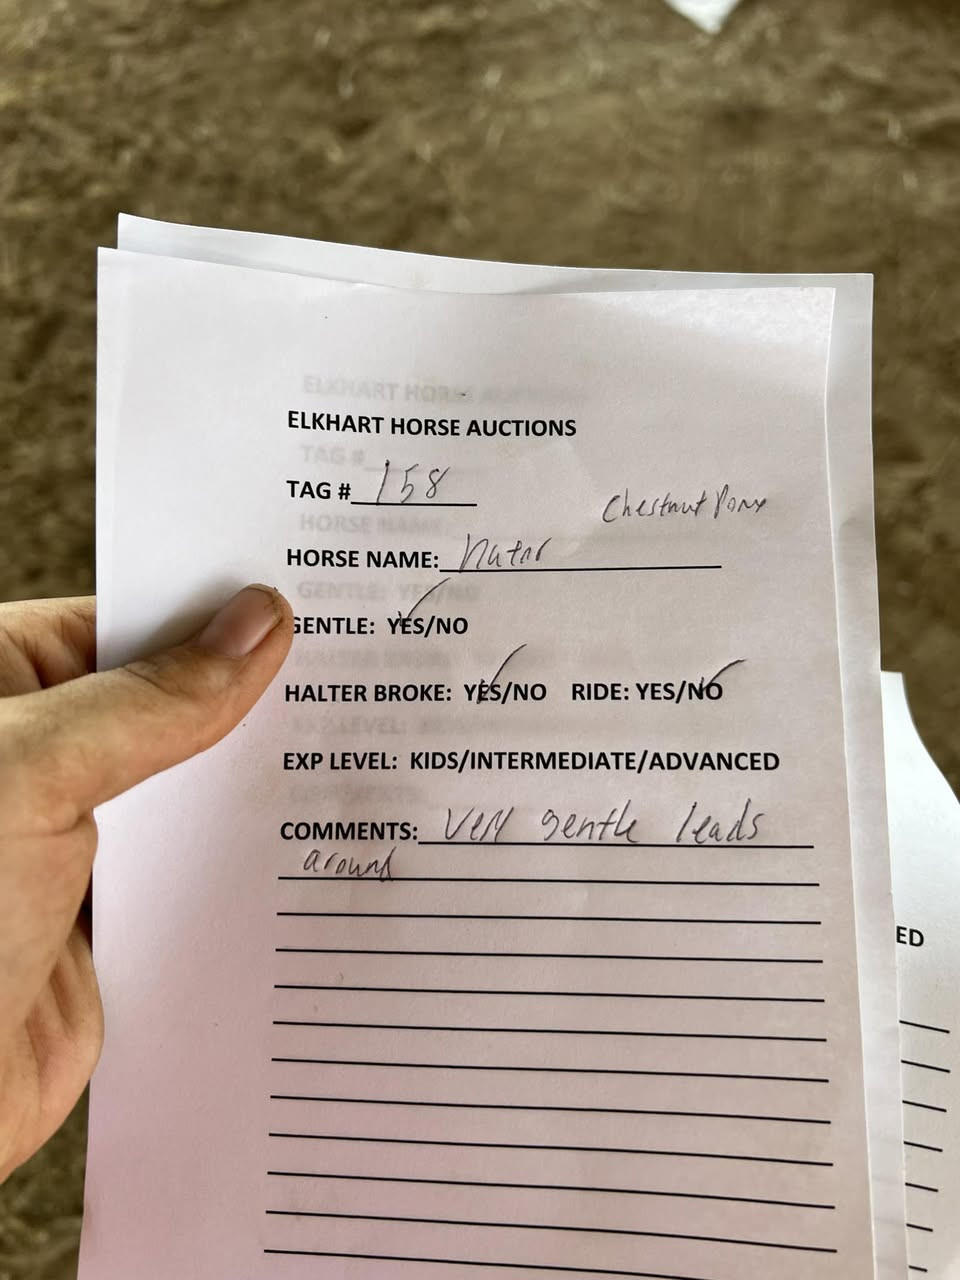 ELKHART HORSE AUCTIONS
TAG # 158
Chestnut Pony
HORSE NAME:
GENTLE: YES/NO
HALTER BROKE: YES/NO RIDE: YES/NO
EXP LEVEL: KIDS/INTERMEDIATE/ADVANCED
COMMENTS: Very gentle leads
around
ED